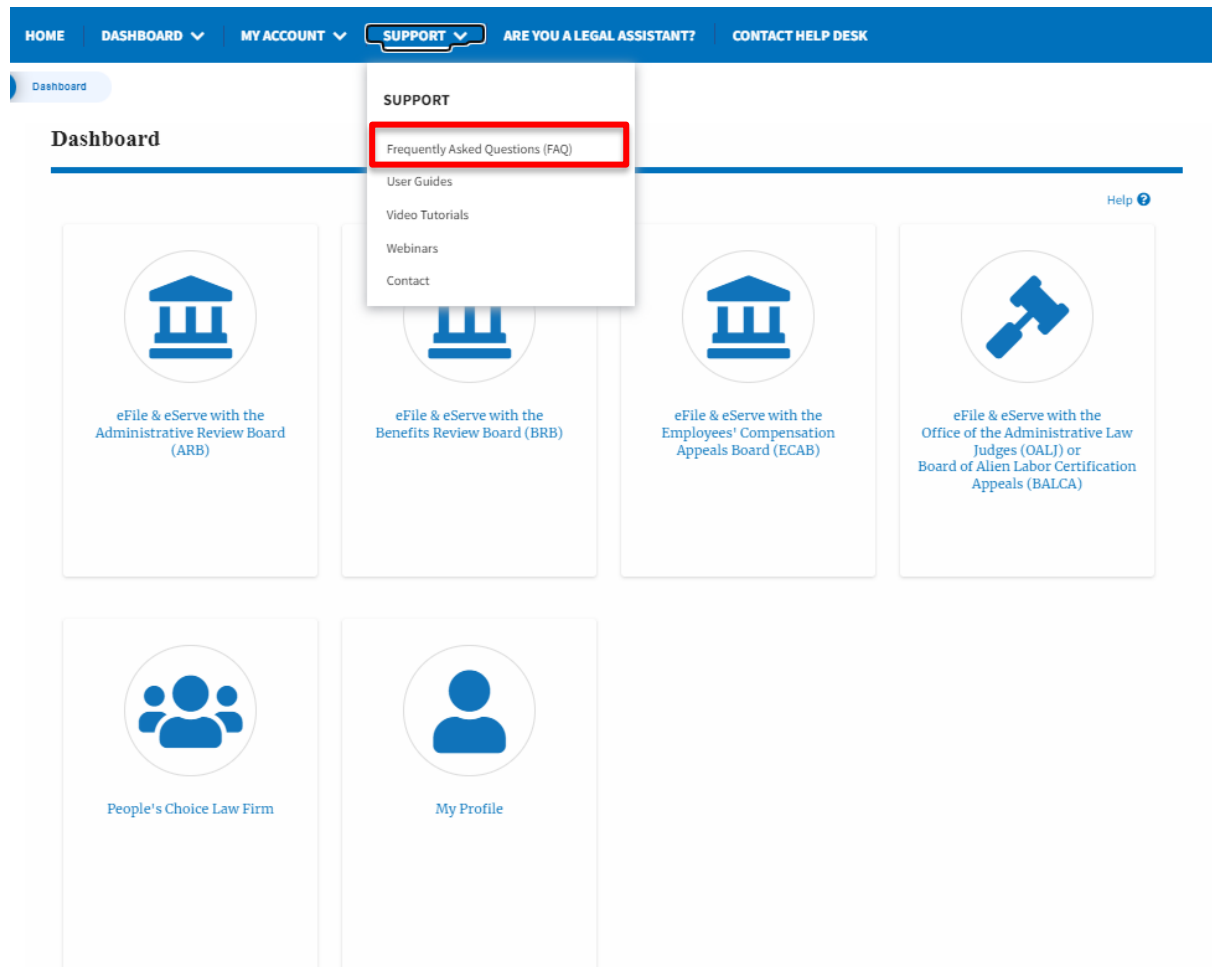 HOME DASHBOARD MY ACCOUNT SUPPORT ARE YOU A LEGAL ASSISTANT? CONTACT HELP DESK
Dashboard
SUPPORT
Frequently Asked Questions (FAQ)
User Guides
Video Tutorials
Webinars
Contact
Dashboard
Help
eFile & eServe with the
Administrative Review Board
(ARB)
eFile & eServe with the
Benefits Review Board (BRB)
eFile & eServe with the
Employees' Compensation
Appeals Board (ECAB)
eFile & eServe with the
Office of the Administrative Law
Judges (OALJ) or
Board of Alien Labor Certification
Appeals (BALCA)
People's Choice Law Firm
My Profile